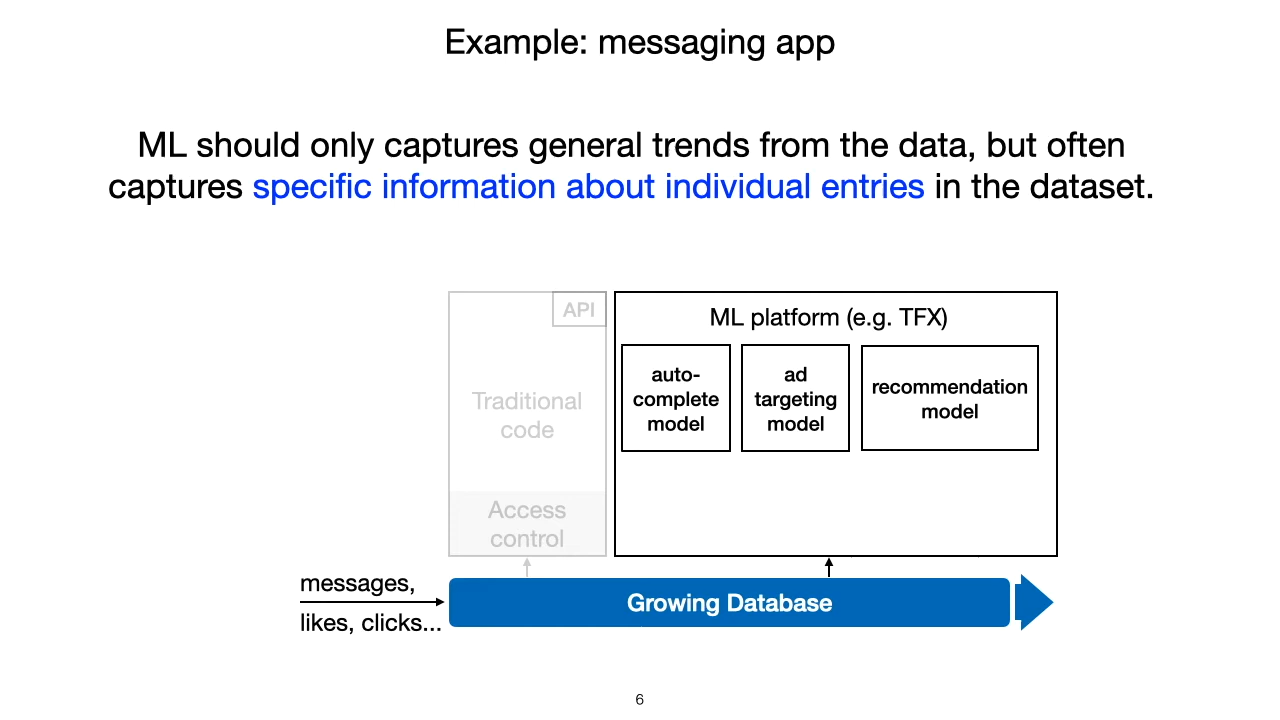 Example: messaging app
ML should only captures general trends from the data, but often
captures specific information about individual entries in the dataset.
API
Traditional
code
Access
control
ML platform (e.g. TFX)
auto-
complete
model
ad
targeting
model
recommendation
model
messages,
likes, clicks...
Growing Database
6